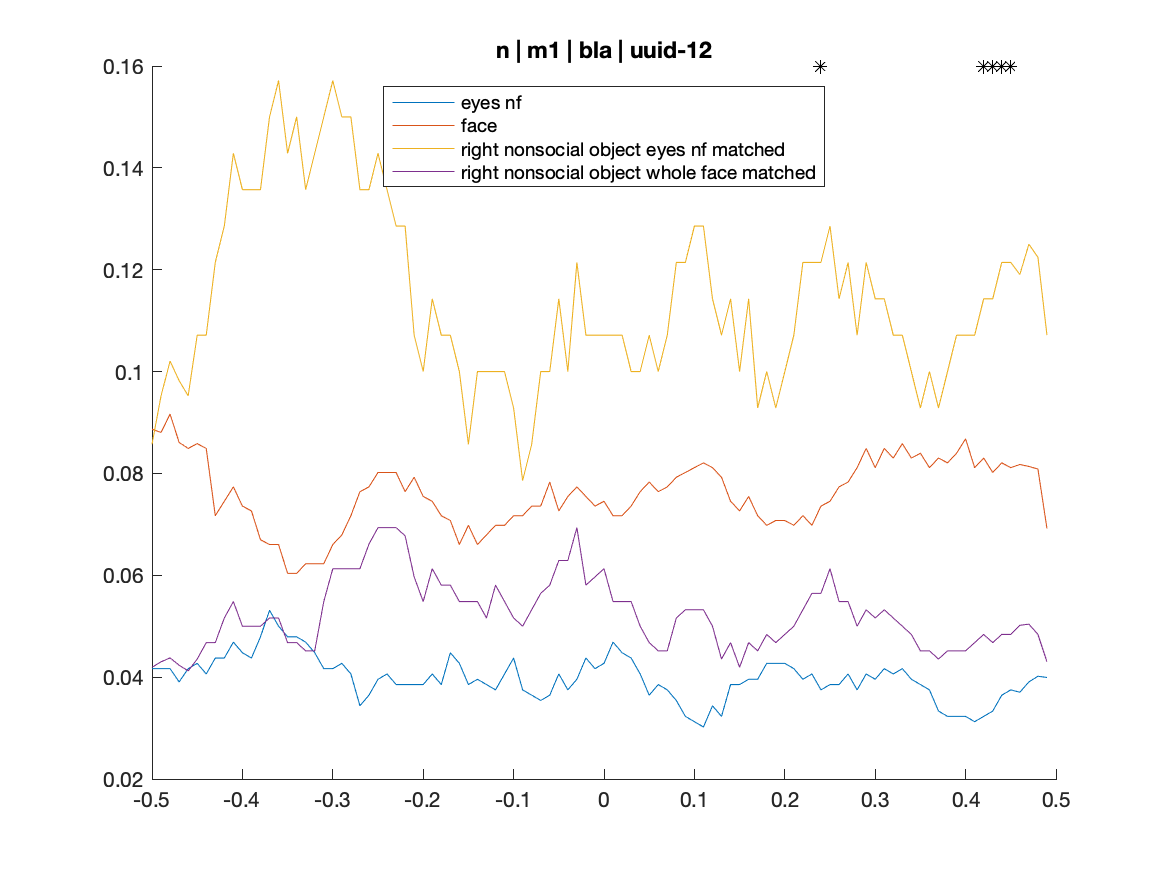 n | m1 | bla | uuid-12
0.16
0.14
0.12
0.1
0.08
0.06
0.04
0.02
eyes nf
face
right nonsocial object eyes nf matched
right nonsocial object whole face matched
-0.5 -0.4 -0.3 -0.2 -0.1 0 0.1 0.2 0.3 0.4 0.5